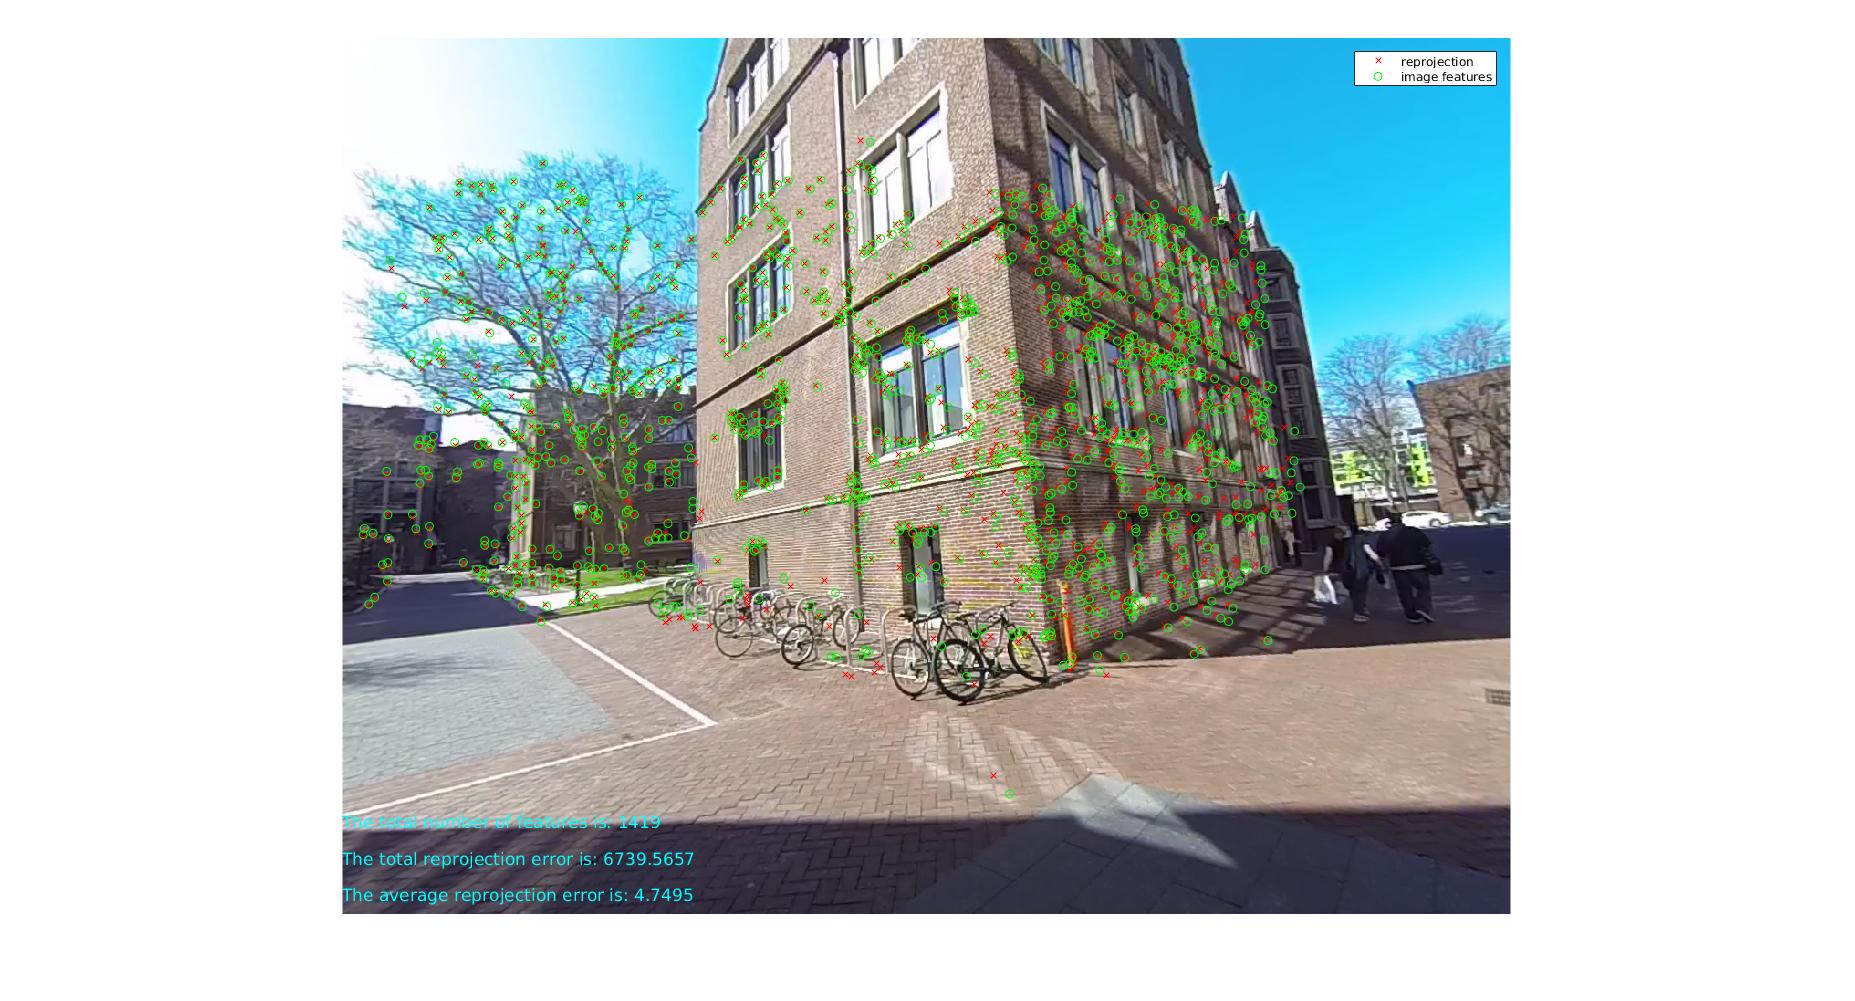 reprojection
image features
The total number of features is: 1419
The total reprojection error is: 6739.5657
The average reprojection error is: 4.7495